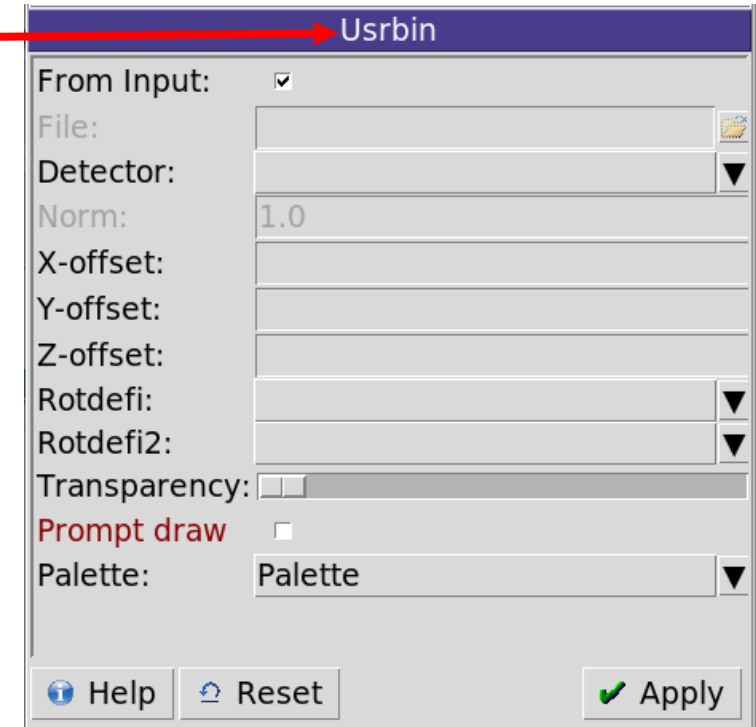 Usrbin
From Input:
File:
Detector:
Norm: 1.0
X-offset:
Y-offset:
Z-offset:
Rotdefi:
Rotdefi2:
Transparency:
Prompt draw
Palette: Palette
Help Reset Apply